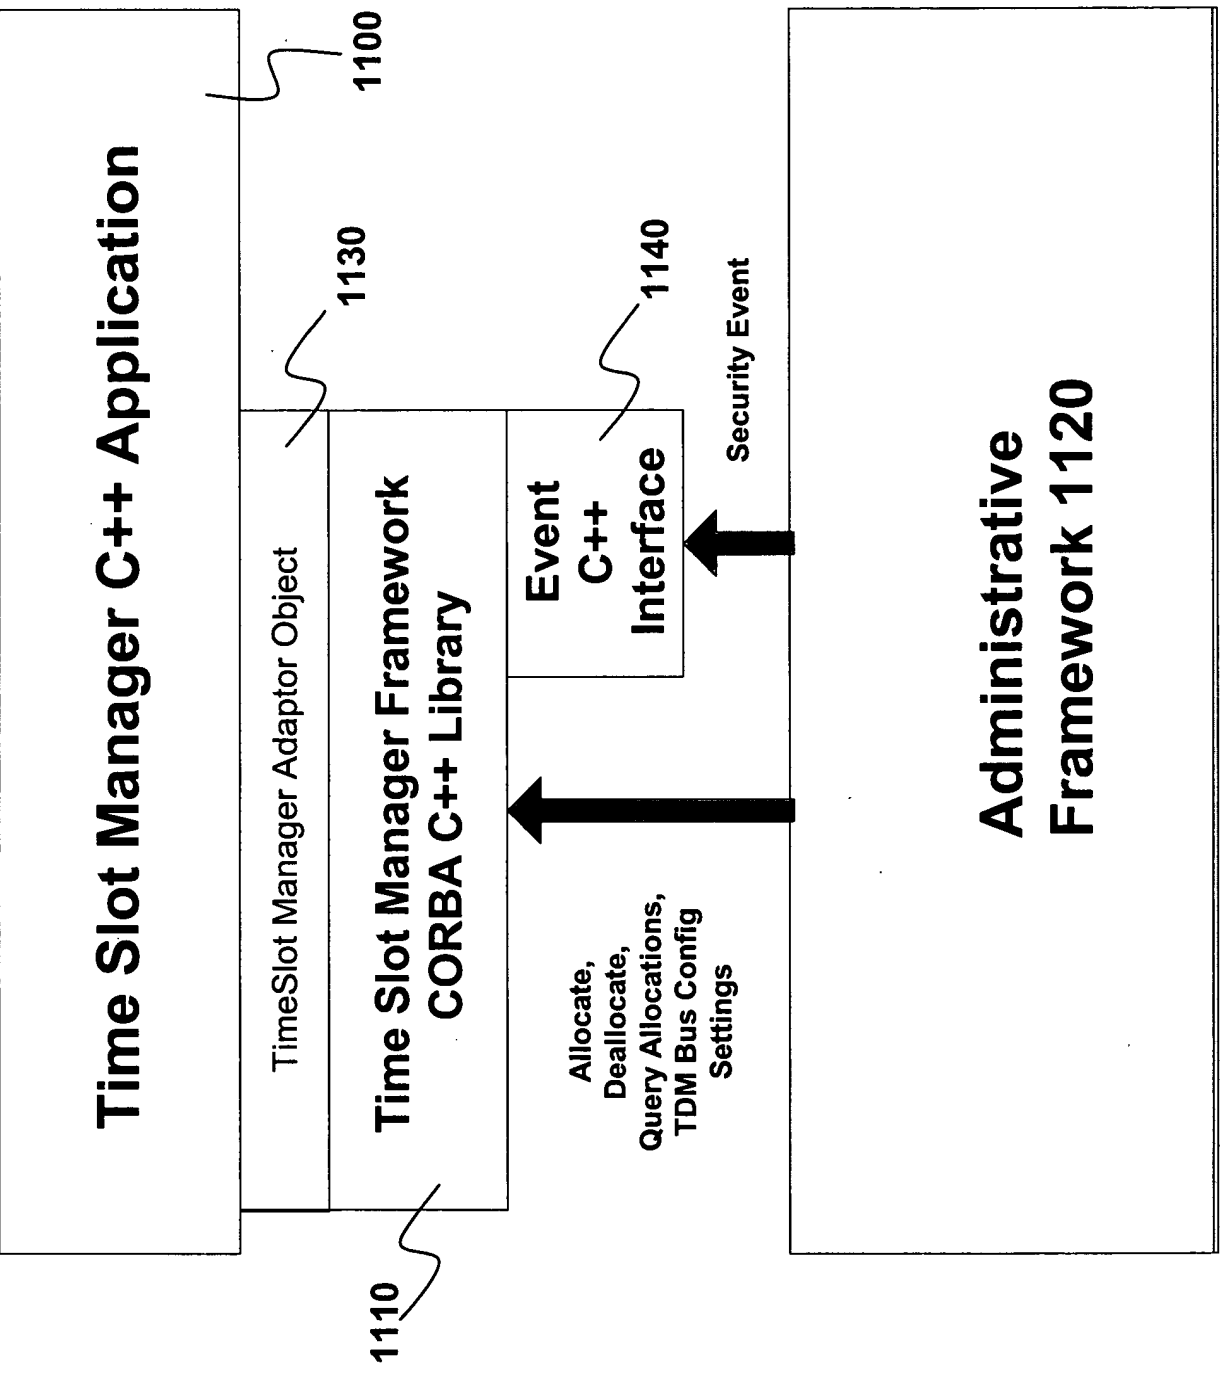 Time Slot Manager C++ Application
1100
TimeSlot Manager Adaptor Object
1130
Time Slot Manager Framework
CORBA C++ Library
1110
Event
C++
Interface
1140
Allocate,
Deallocate,
Query Allocations,
TDM Bus Config
Settings
Security Event
Administrative
Framework 1120